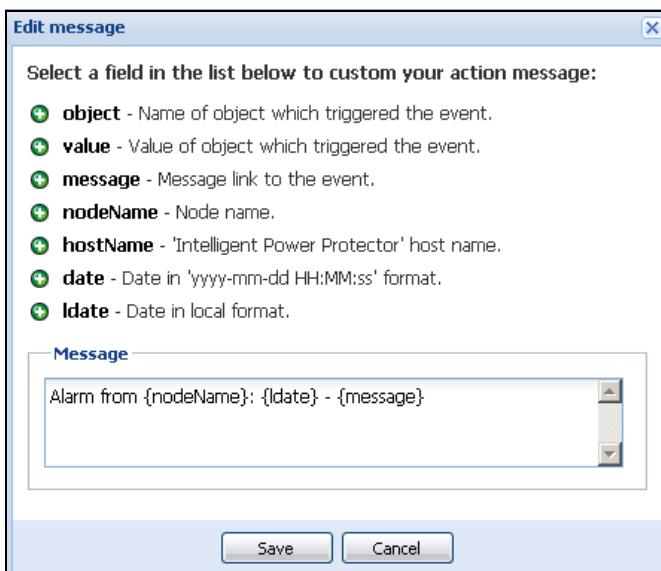 Edit message
Select a field in the list below to custom your action message:
object - Name of object which triggered the event.
value - Value of object which triggered the event.
message - Message link to the event.
nodeName - Node name.
hostName - 'Intelligent Power Protector' host name.
date - Date in 'yyyy-mm-dd HH:MM:ss' format.
ldate - Date in local format.
Message
Alarm from {nodeName}: {ldate} - {message}
Save Cancel